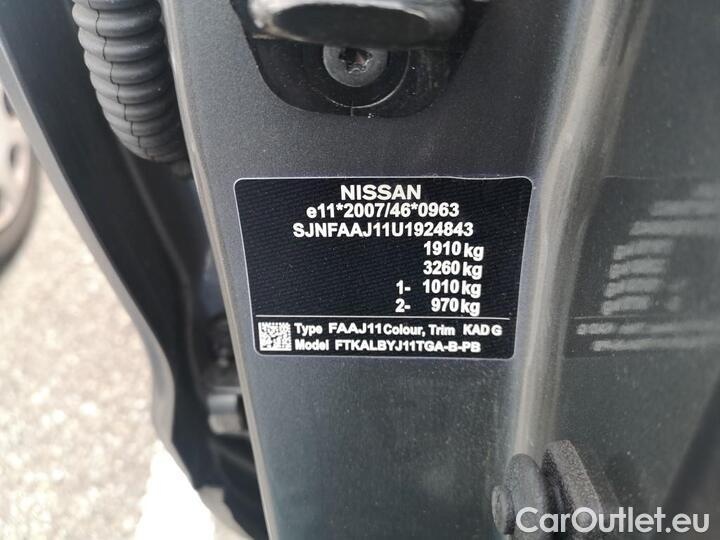 NISSAN
e11*2007/46*0963
SJNFAAJ11U1924843
1910 kg
3260 kg
1- 1010 kg
2- 970 kg
Type FAAJ11 Colour, Trim KAD G
Model FTKALBYJ11TGA-B-PB
CarOutlet.eu